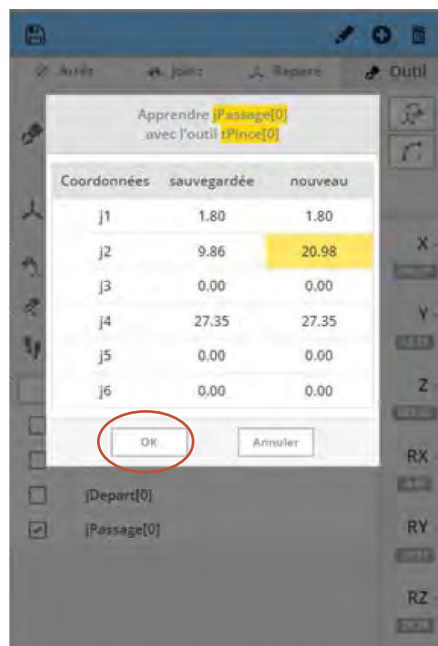 Arrêt Joint Repère Outil
Apprendre jPassage[0]
avec l'outil tPince[0]
Coordonnées sauvegardée nouveau
j1 1.80 1.80
j2 9.86 20.98
j3 0.00 0.00
j4 27.35 27.35
j5 0.00 0.00
j6 0.00 0.00
OK Annuler
jDepart[0]
jPassage[0]
X
Y
Z
RX
RY
RZ